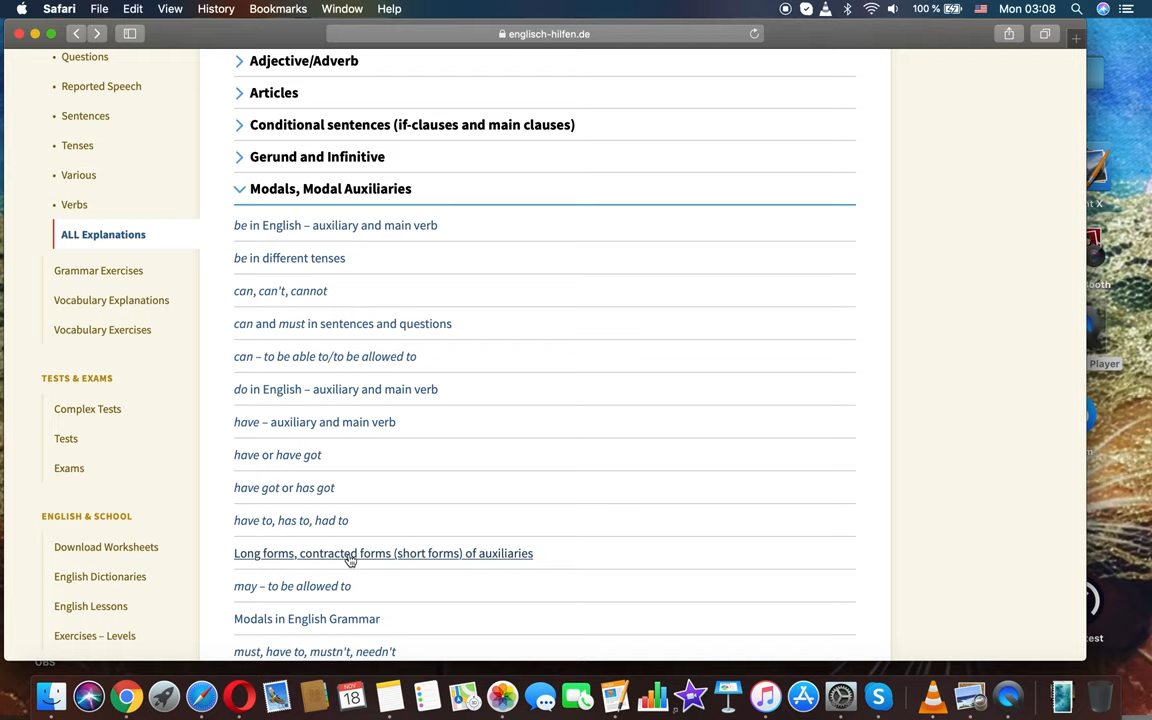 Safari File Edit View History Bookmarks Window Help 100 % Mon 03:08
englisch-hilfen.de
Questions
Reported Speech
Sentences
Tenses
Various
Verbs
ALL Explanations
Grammar Exercises
Vocabulary Explanations
Vocabulary Exercises
TESTS & EXAMS
Complex Tests
Tests
Exams
ENGLISH & SCHOOL
Download Worksheets
English Dictionaries
English Lessons
Exercises – Levels
Adjective/Adverb
Articles
Conditional sentences (if-clauses and main clauses)
Gerund and Infinitive
Modals, Modal Auxiliaries
be in English – auxiliary and main verb
be in different tenses
can, can't, cannot
can and must in sentences and questions
can – to be able to/to be allowed to
do in English – auxiliary and main verb
have – auxiliary and main verb
have or have got
have got or has got
have to, has to, had to
Long forms, contracted forms (short forms) of auxiliaries
may – to be allowed to
Modals in English Grammar
must, have to, mustn't, needn't
Player
NOV
18